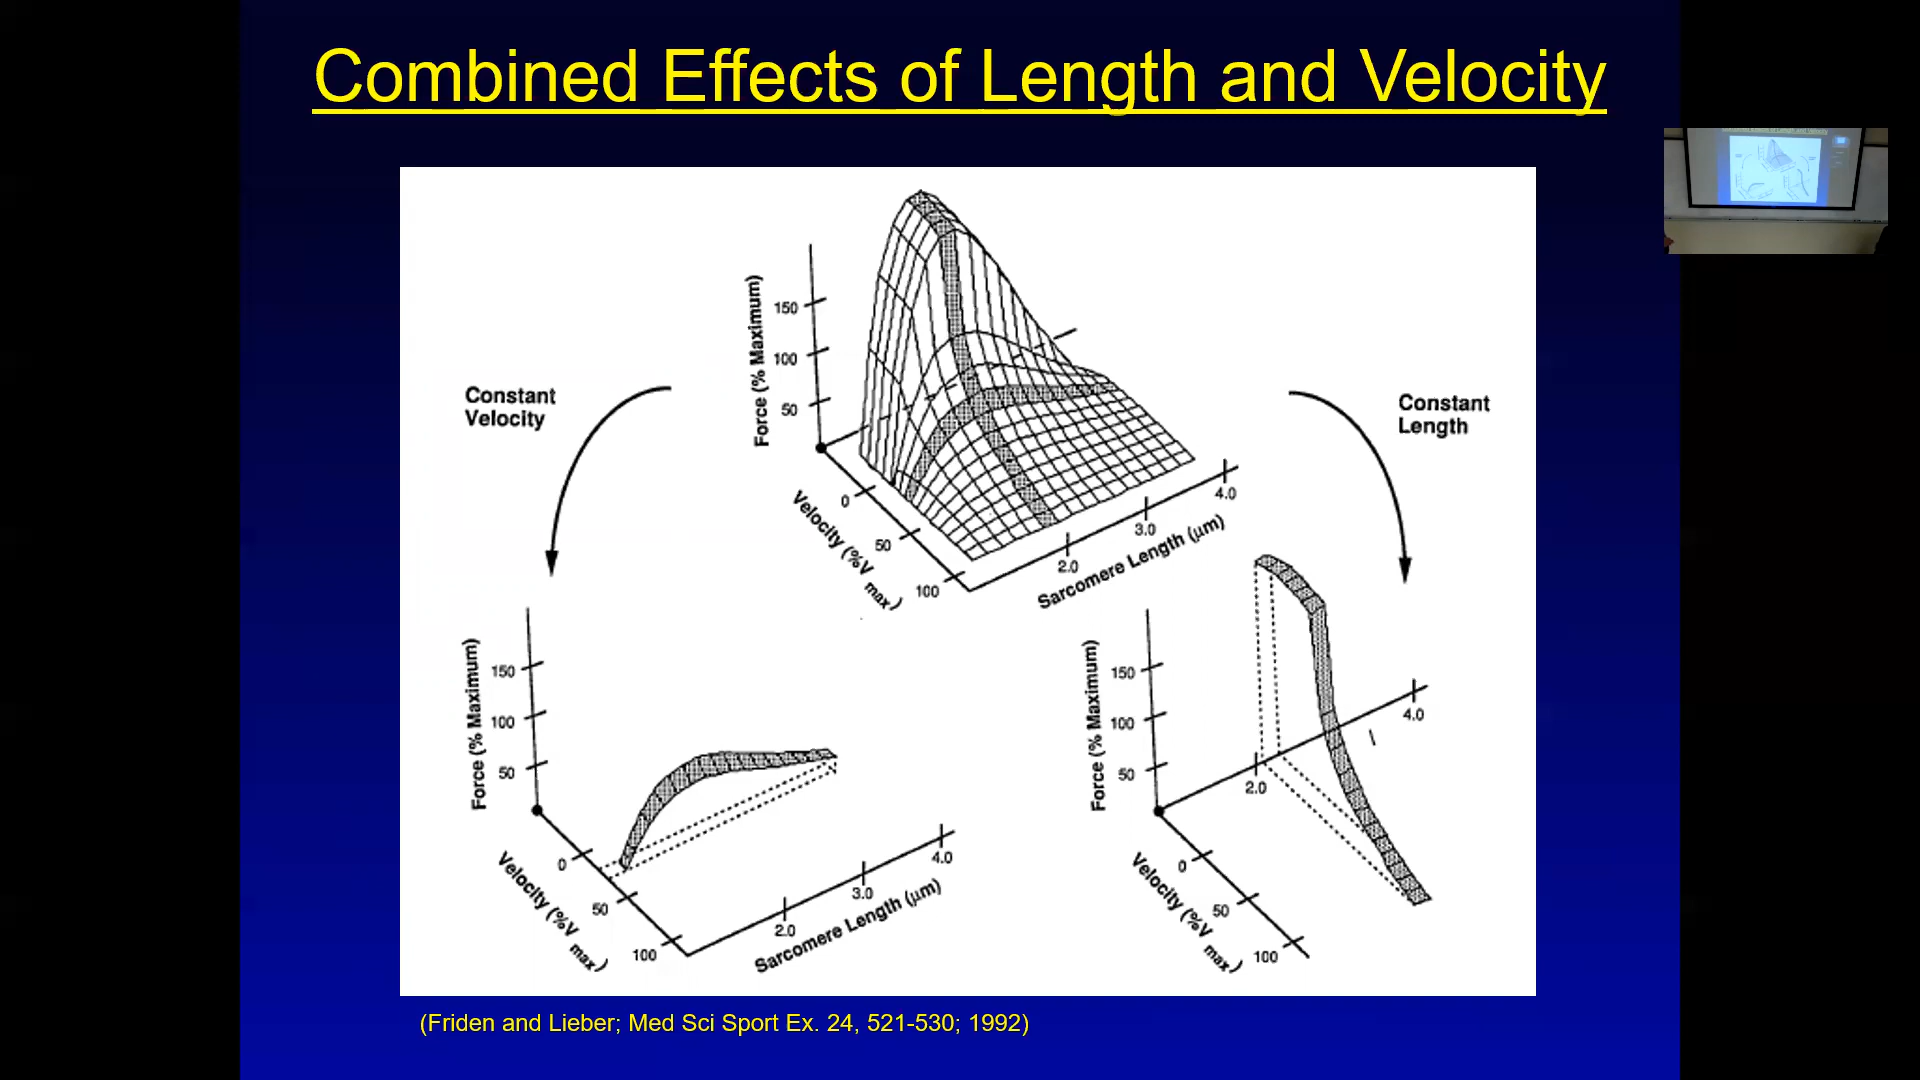 Combined Effects of Length and Velocity
Force (% Maximum)
150
100
50
Velocity (%V max)
0
50
100
Sarcomere Length (μm)
2.0
3.0
4.0
Constant
Velocity
Constant
Length
Force (% Maximum)
150
100
50
Velocity (%V max)
0
50
100
Sarcomere Length (μm)
2.0
3.0
4.0
Force (% Maximum)
150
100
50
2.0
4.0
Velocity (%V max)
0
50
100
(Friden and Lieber; Med Sci Sport Ex. 24, 521-530; 1992)